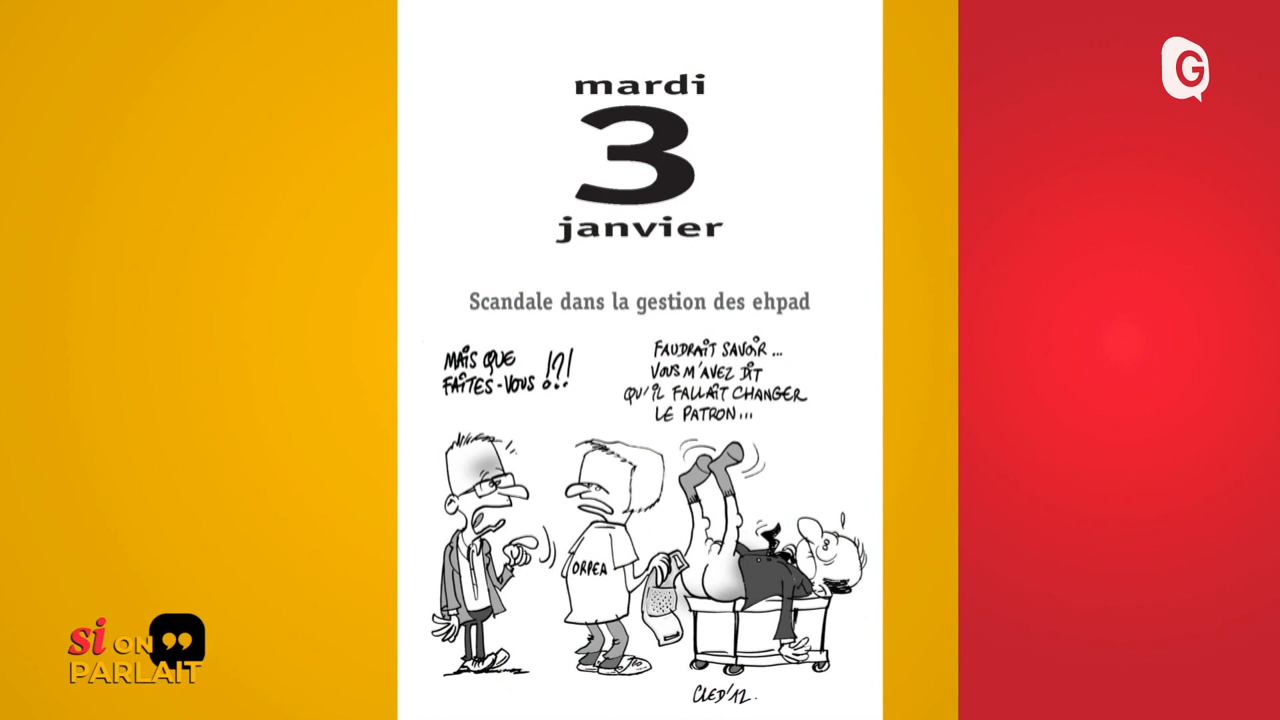 mardi
3
janvier
G
Scandale dans la gestion des ehpad
MAIS QUE
FAITES-VOUS !?!
FAUDRAIT SAVOIR...
VOUS M'AVEZ DIT
QU'IL FALLAIT CHANGER
LE PATRON...
ORPEA
CLED'12.
si ON
PARLAIT